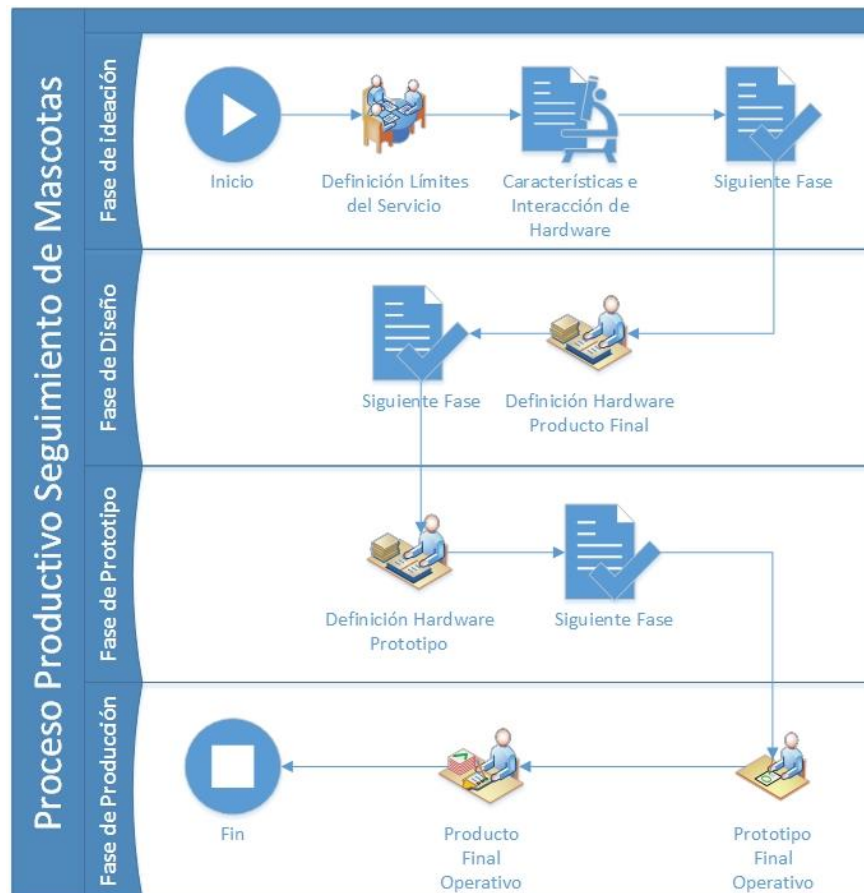 Proceso Productivo Seguimiento de Mascotas
Fase de ideación
Inicio
Definición Límites
del Servicio
Características e
Interacción de
Hardware
Siguiente Fase
Fase de Diseño
Siguiente Fase
Definición Hardware
Producto Final
Fase de Prototipo
Definición Hardware
Prototipo
Siguiente Fase
Fase de Producción
Fin
Producto
Final
Operativo
Prototipo
Final
Operativo